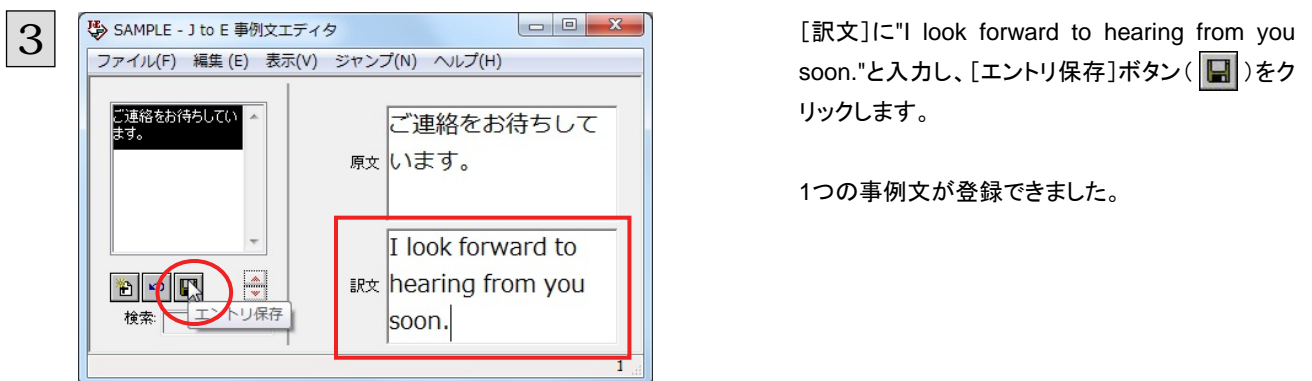 3
SAMPLE - J to E 事例文エディタ
ファイル(F) 編集 (E) 表示(V) ジャンプ(N) ヘルプ(H)
ご連絡をお待ちしてい
ます。
原文
ご連絡をお待ちして
います。
訳文
I look forward to
hearing from you
soon.
エントリ保存
検索:
1
[訳文]に"I look forward to hearing from you
soon."と入力し、[エントリ保存]ボタン( )をク
リックします。
1つの事例文が登録できました。